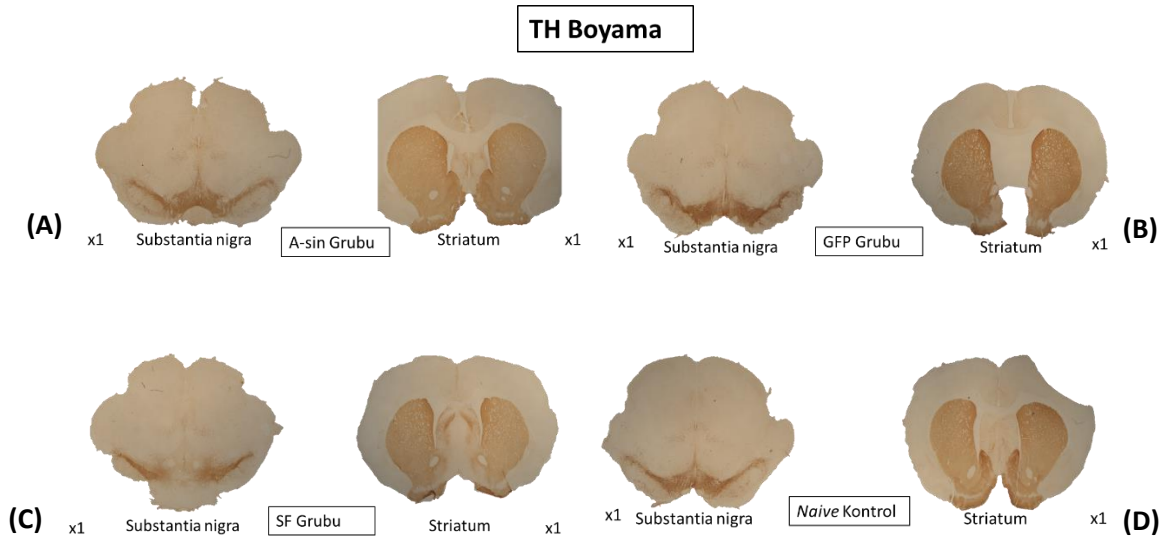 TH Boyama
(A)
x1 Substantia nigra
A-sin Grubu
Striatum x1
x1 Substantia nigra
GFP Grubu
Striatum x1
(B)
(C)
x1 Substantia nigra
SF Grubu
Striatum x1
x1 Substantia nigra
Naive Kontrol
Striatum x1
(D)